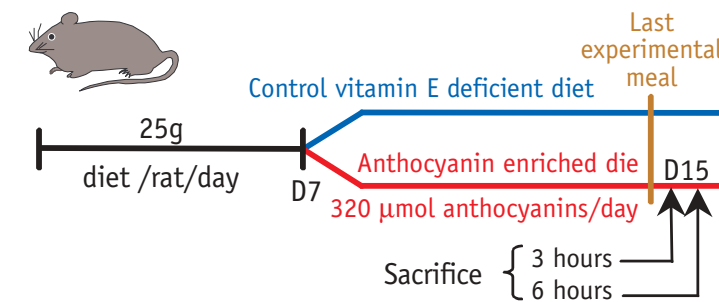 Last
experimental
meal
Control vitamin E deficient diet
25g
diet /rat/day
D7
Anthocyanin enriched die
D15
320 µmol anthocyanins/day
Sacrifice
3 hours
6 hours